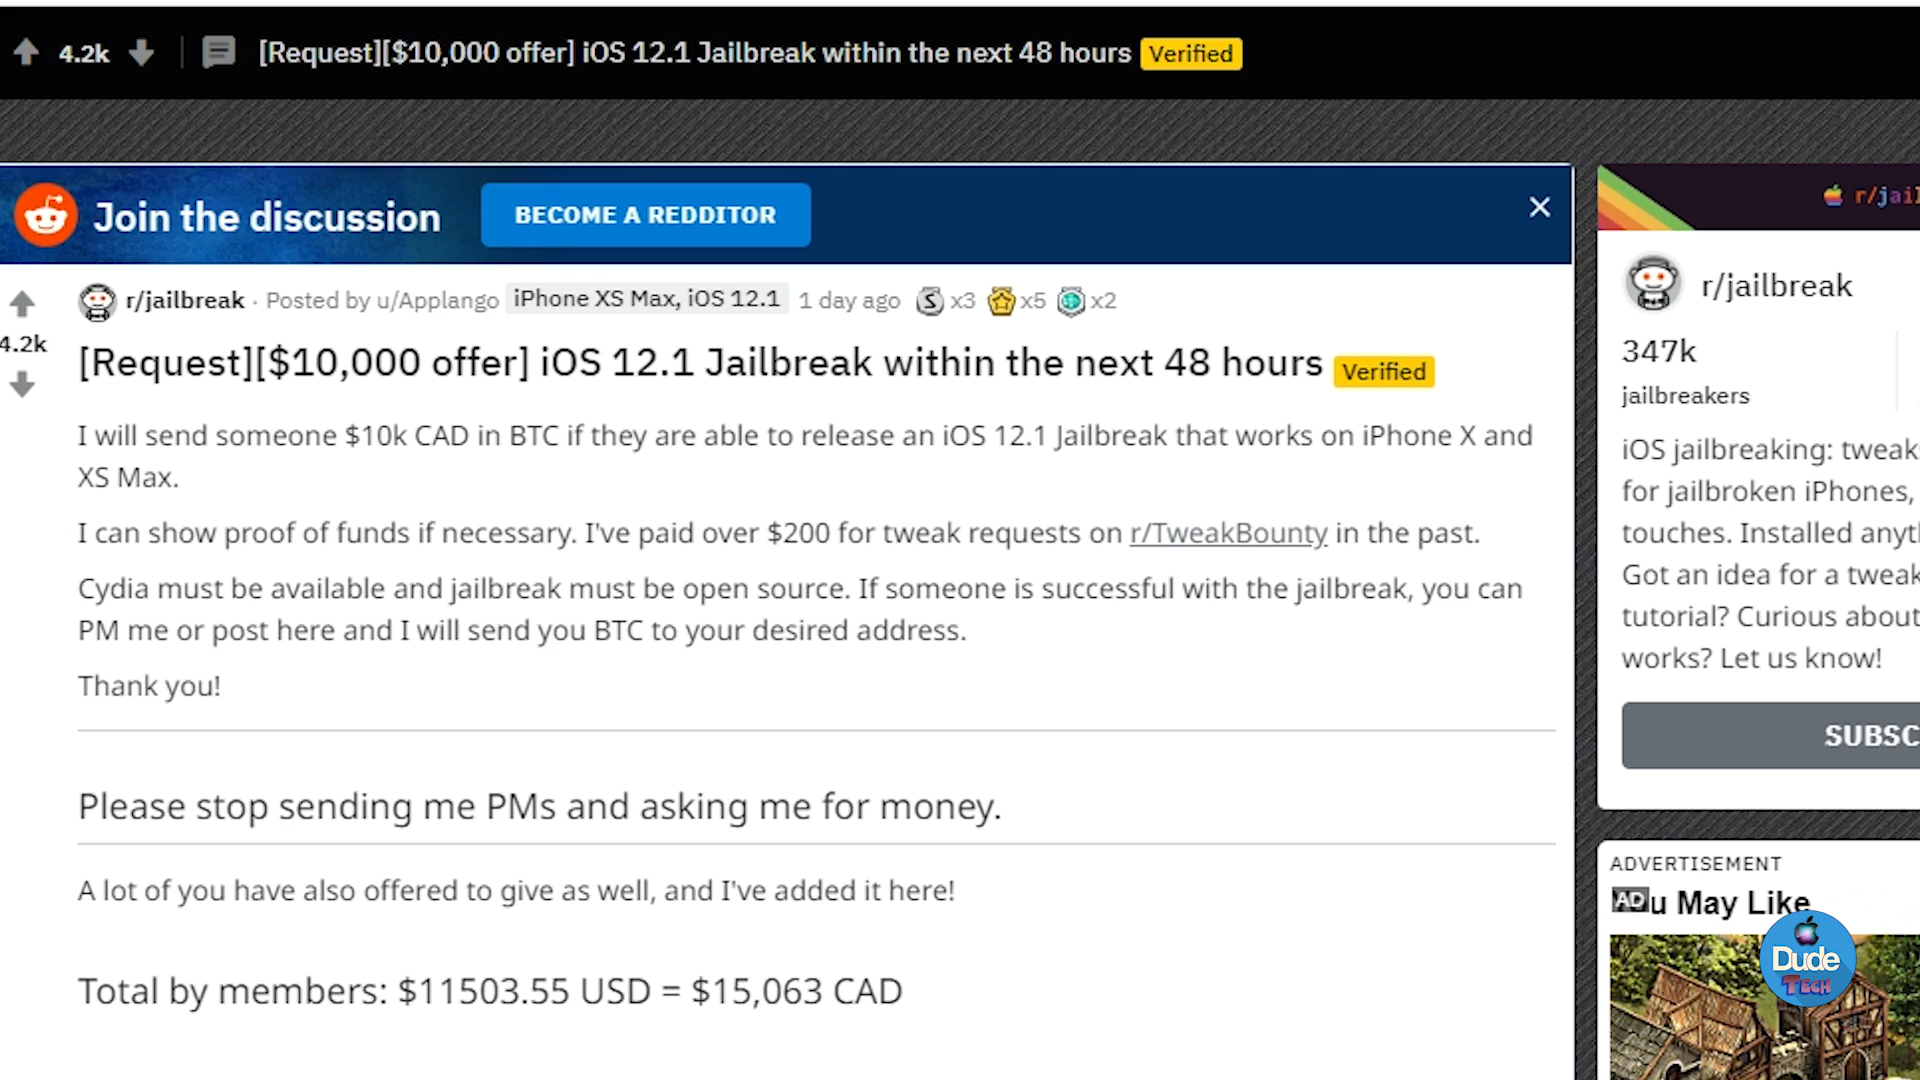 4.2k
[Request][$10,000 offer] iOS 12.1 Jailbreak within the next 48 hours Verified
Join the discussion
BECOME A REDDITOR
r/jail
r/jailbreak · Posted by u/Applango iPhone XS Max, iOS 12.1 1 day ago S x3 x5 x2
4.2k
[Request][$10,000 offer] iOS 12.1 Jailbreak within the next 48 hours Verified
I will send someone $10k CAD in BTC if they are able to release an iOS 12.1 Jailbreak that works on iPhone X and
XS Max.
I can show proof of funds if necessary. I've paid over $200 for tweak requests on r/TweakBounty in the past.
Cydia must be available and jailbreak must be open source. If someone is successful with the jailbreak, you can
PM me or post here and I will send you BTC to your desired address.
Thank you!
Please stop sending me PMs and asking me for money.
A lot of you have also offered to give as well, and I've added it here!
Total by members: $11503.55 USD = $15,063 CAD
r/jailbreak
347k
jailbreakers
iOS jailbreaking: tweaks
for jailbroken iPhones,
touches. Installed anyt
Got an idea for a tweak
tutorial? Curious about
works? Let us know!
SUBSC
ADVERTISEMENT
AD
You May Like
Dude
TECH